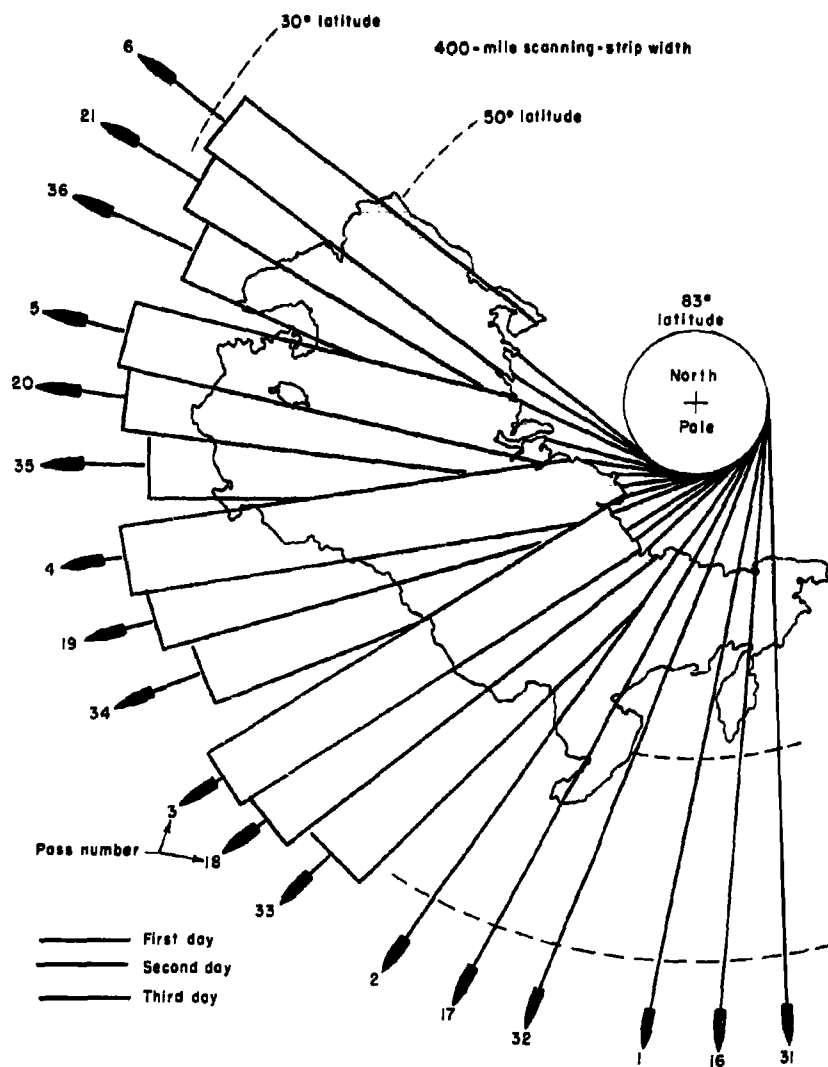 30° latitude
400-mile scanning-strip width
6
21
50° latitude
36
83°
latitude
5
North
20
Pole
35
4
19
34
3
Pass number
18
33
First day
2
Second day
17
Third day
32
1
16
31